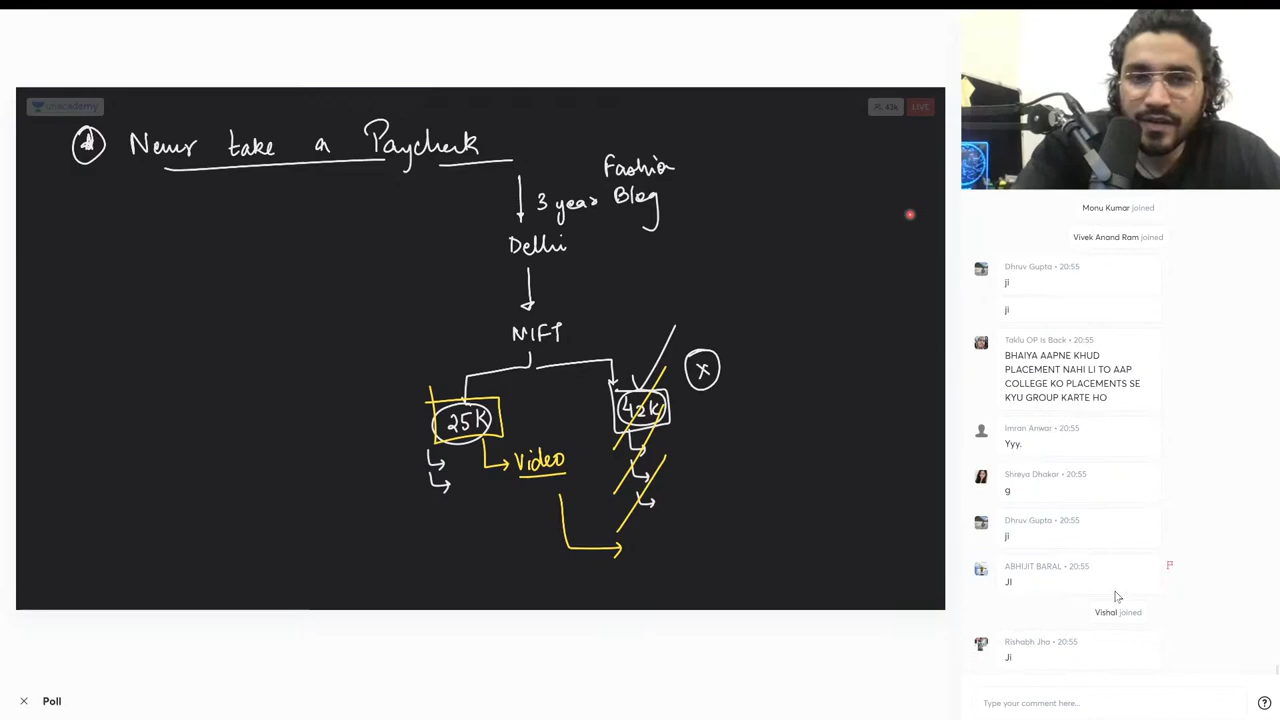 unacademy
43k
LIVE
Never take a Paycheck
Fashion
3 year Blog
Delhi
NIFT
25K
42K
x
Video
Monu Kumar joined
Vivek Anand Ram joined
Dhruv Gupta • 20:55
ji
ji
Taklu OP Is Back • 20:55
BHAIYA AAPNE KHUD
PLACEMENT NAHI LI TO AAP
COLLEGE KO PLACEMENTS SE
KYU GROUP KARTE HO
Imran Anwar • 20:55
Yyy.
Shreya Dhakar • 20:55
g
Dhruv Gupta • 20:55
ji
ABHIJIT BARAL • 20:55
JI
Vishal joined
Rishabh Jha • 20:55
Ji
Poll
Type your comment here...